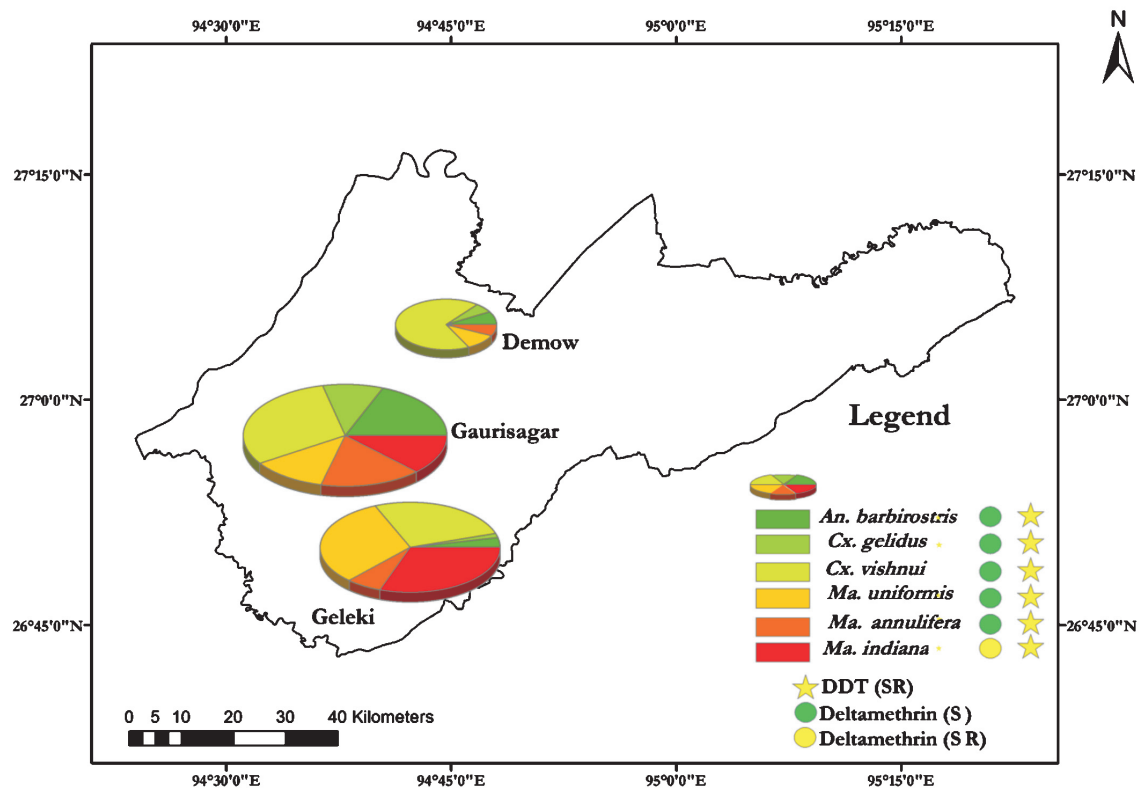 94°30'0"E 94°45'0"E 95°0'0"E 95°15'0"E
N
27°15'0"N 27°15'0"N
Demow
27°0'0"N 27°0'0"N
Legend
Gaurisagar
An. barbirostris
Cx. gelidus
Cx. vishnui
Ma. uniformis
Geleki
Ma. annulifera
26°45'0"N 26°45'0"N
Ma. indiana
DDT (SR)
Deltamethrin (S )
Deltamethrin (S R)
0 5 10 20 30 40 Kilometers
94°30'0"E 94°45'0"E 95°0'0"E 95°15'0"E